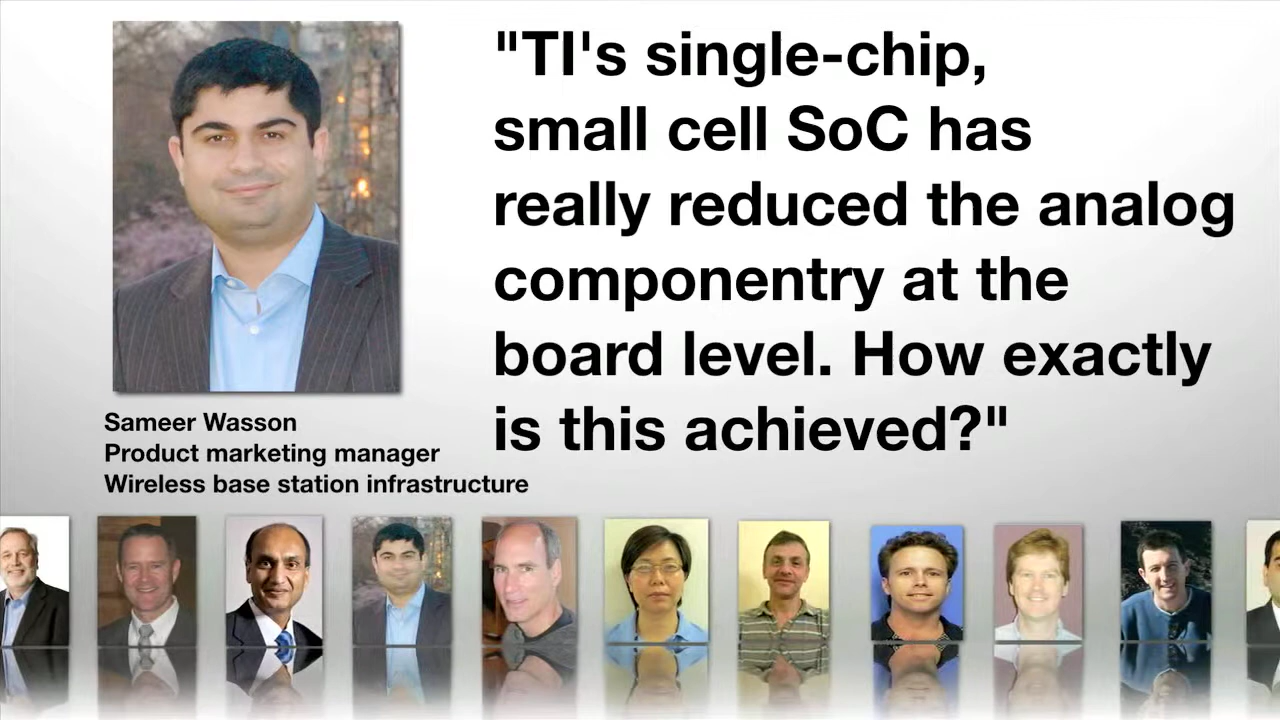 "TI's single-chip,
small cell SoC has
really reduced the analog
componentry at the
board level. How exactly
is this achieved?"
Sameer Wasson
Product marketing manager
Wireless base station infrastructure